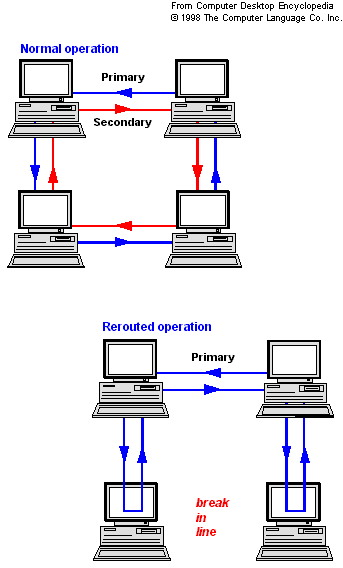 From Computer Desktop Encyclopedia
© 1998 The Computer Language Co. Inc.
Normal operation
Primary
Secondary
Rerouted operation
Primary
break
in
line